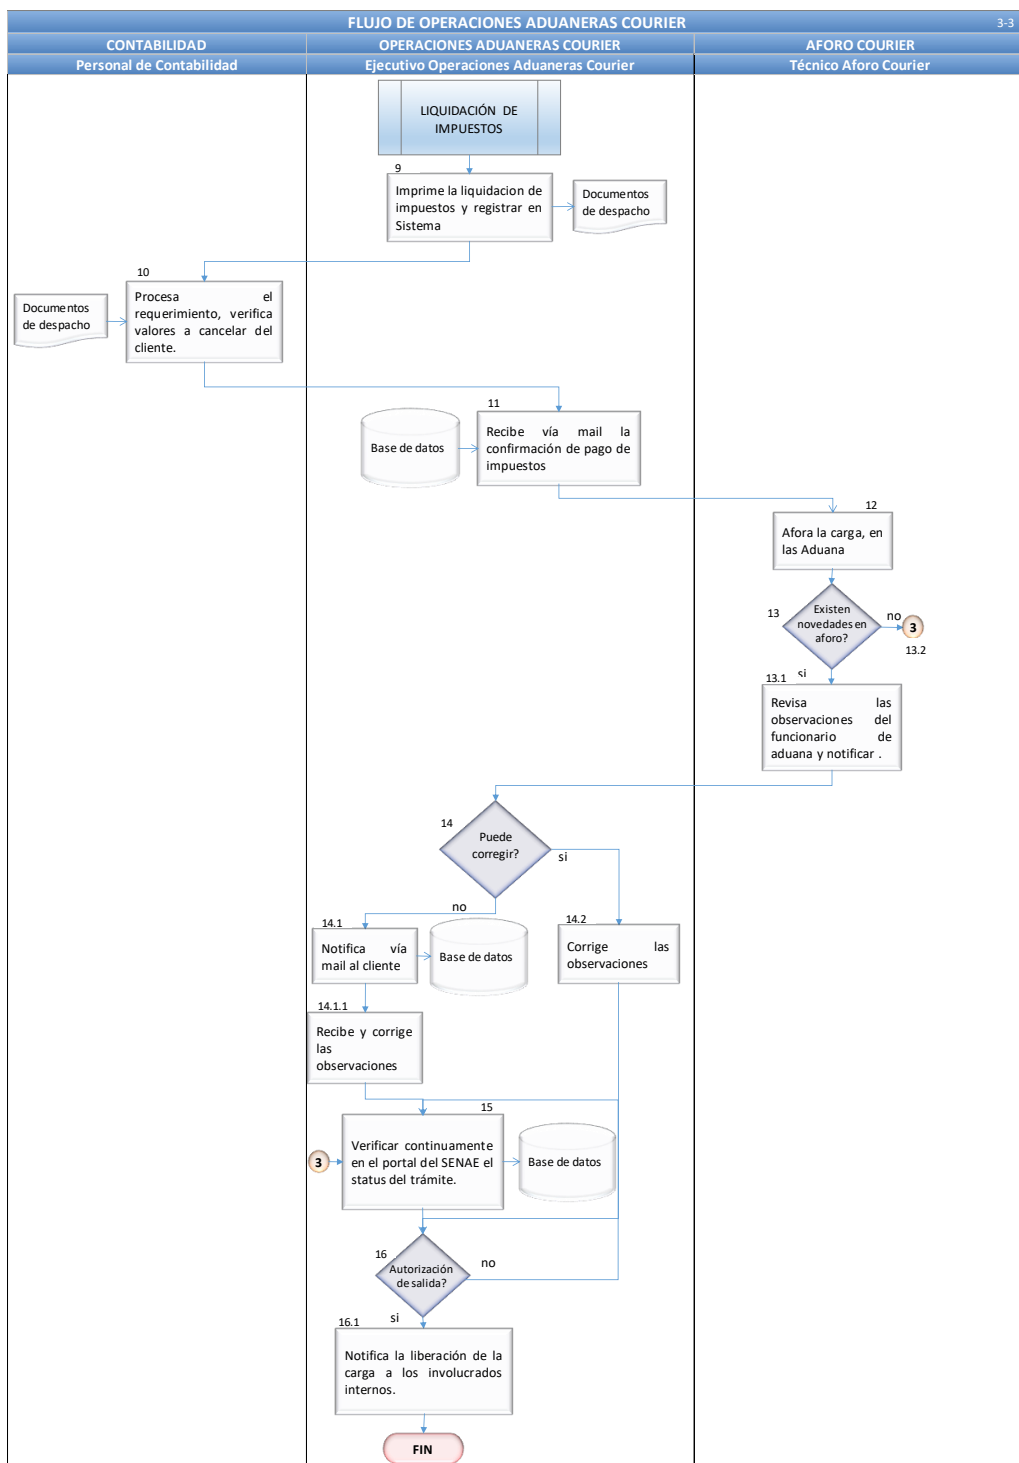 FLUJO DE OPERACIONES ADUANERAS COURIER
3-3
CONTABILIDAD
OPERACIONES ADUANERAS COURIER
AFORO COURIER
Personal de Contabilidad
Ejecutivo Operaciones Aduaneras Courier
Técnico Aforo Courier
LIQUIDACIÓN DE
IMPUESTOS
9
Imprime la liquidacion de
impuestos y registrar en
Sistema
Documentos
de despacho
10
Documentos
de despacho
Procesa el
requerimiento, verifica
valores a cancelar del
cliente.
11
Base de datos
Recibe vía mail la
confirmación de pago de
impuestos
12
Afora la carga, en
las Aduana
13
Existen
novedades en
aforo?
no
3
13.2
si
13.1
Revisa las
observaciones del
funcionario de
aduana y notificar .
14
Puede
corregir?
si
no
14.1
Notifica vía
mail al cliente
Base de datos
14.2
Corrige las
observaciones
14.1.1
Recibe y corrige
las
observaciones
15
3
Verificar continuamente
en el portal del SENAE el
status del trámite.
Base de datos
16
Autorización
de salida?
no
si
16.1
Notifica la liberación de la
carga a los involucrados
internos.
FIN